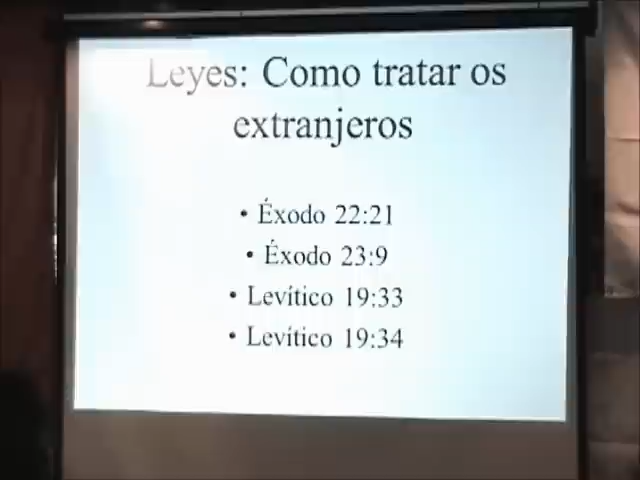 Leyes: Como tratar os
extranjeros
• Éxodo 22:21
• Éxodo 23:9
• Levítico 19:33
• Levítico 19:34